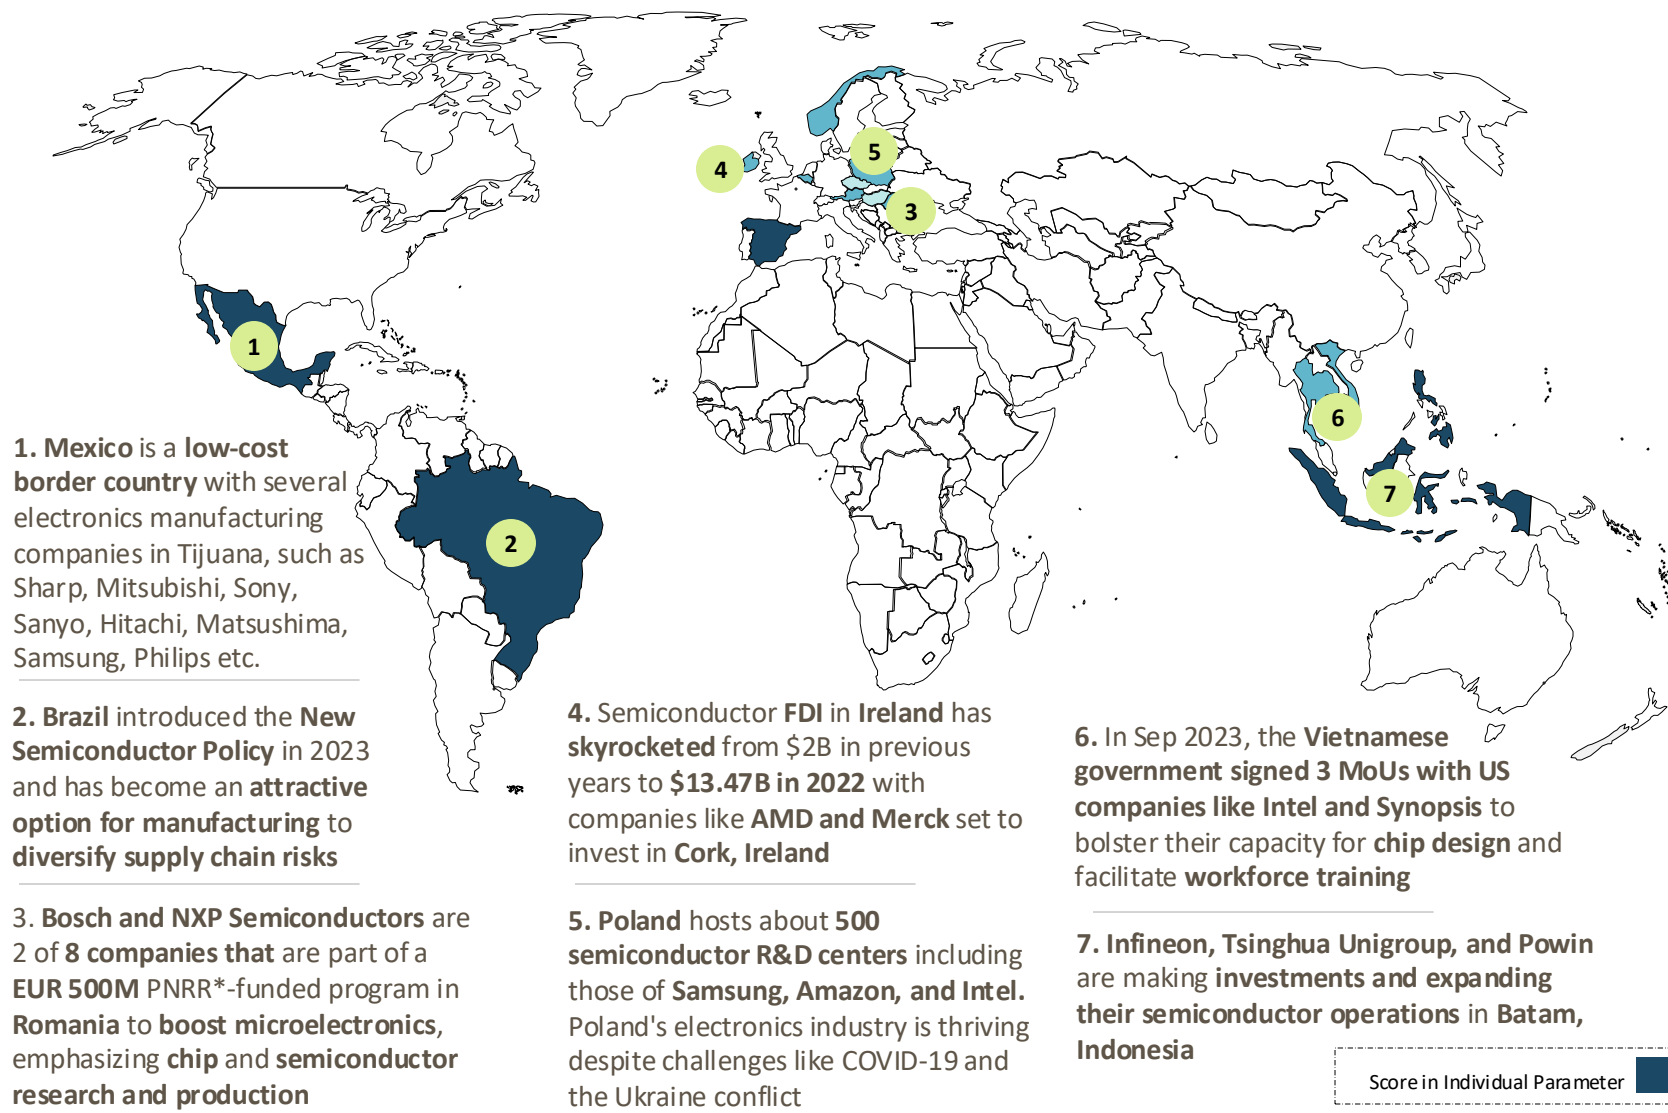 4
5
3
1
6
7
2
1. Mexico is a low-cost
border country with several
electronics manufacturing
companies in Tijuana, such as
Sharp, Mitsubishi, Sony,
Sanyo, Hitachi, Matsushima,
Samsung, Philips etc.
2. Brazil introduced the New
Semiconductor Policy in 2023
and has become an attractive
option for manufacturing to
diversify supply chain risks
3. Bosch and NXP Semiconductors are
2 of 8 companies that are part of a
EUR 500M PNRR*-funded program in
Romania to boost microelectronics,
emphasizing chip and semiconductor
research and production
4. Semiconductor FDI in Ireland has
skyrocketed from $2B in previous
years to $13.47B in 2022 with
companies like AMD and Merck set to
invest in Cork, Ireland
5. Poland hosts about 500
semiconductor R&D centers including
those of Samsung, Amazon, and Intel.
Poland's electronics industry is thriving
despite challenges like COVID-19 and
the Ukraine conflict
6. In Sep 2023, the Vietnamese
government signed 3 MoUs with US
companies like Intel and Synopsis to
bolster their capacity for chip design and
facilitate workforce training
7. Infineon, Tsinghua Unigroup, and Powin
are making investments and expanding
their semiconductor operations in Batam,
Indonesia
Score in Individual Parameter